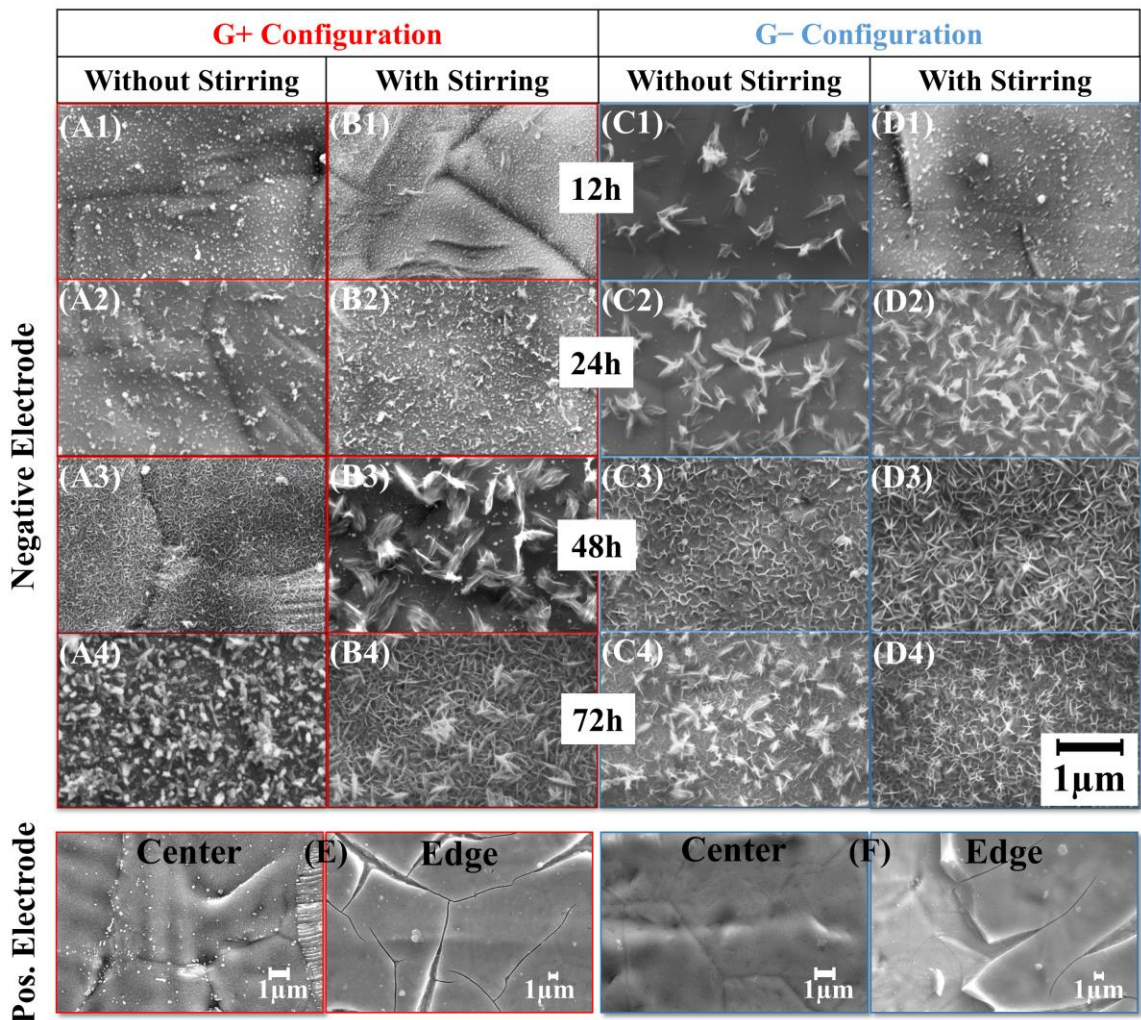 G+ Configuration
G− Configuration
Without Stirring
With Stirring
Without Stirring
With Stirring
Negative Electrode
(A1)
(B1)
12h
(C1)
(D1)
(A2)
(B2)
24h
(C2)
(D2)
(A3)
(B3)
48h
(C3)
(D3)
(A4)
(B4)
72h
(C4)
(D4)
1μm
Pos. Electrode
Center
(E)
Edge
Center
(F)
Edge
1μm
1μm
1μm
1μm